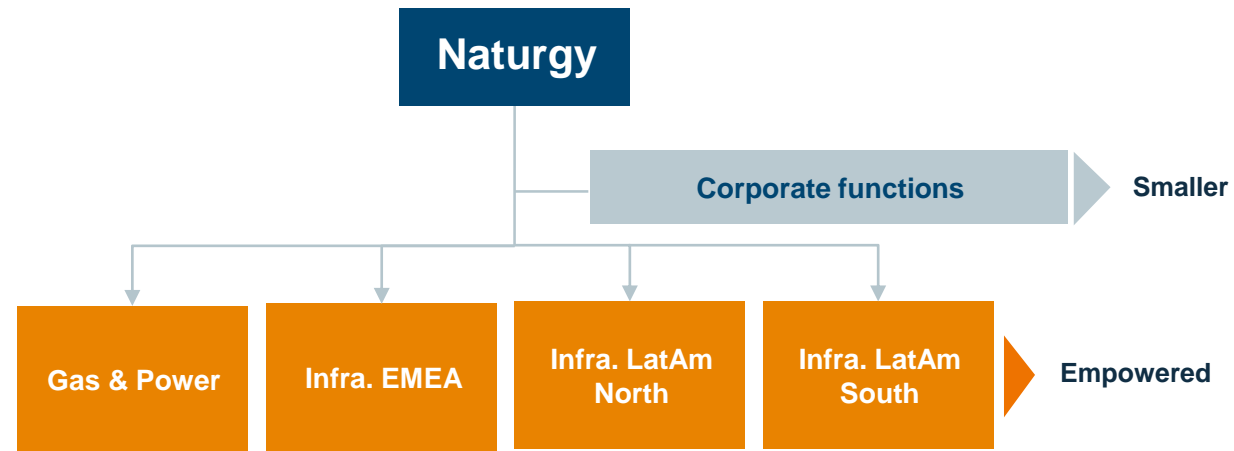 Naturgy
Corporate functions
Smaller
Gas & Power
Infra. EMEA
Infra. LatAm
North
Infra. LatAm
South
Empowered